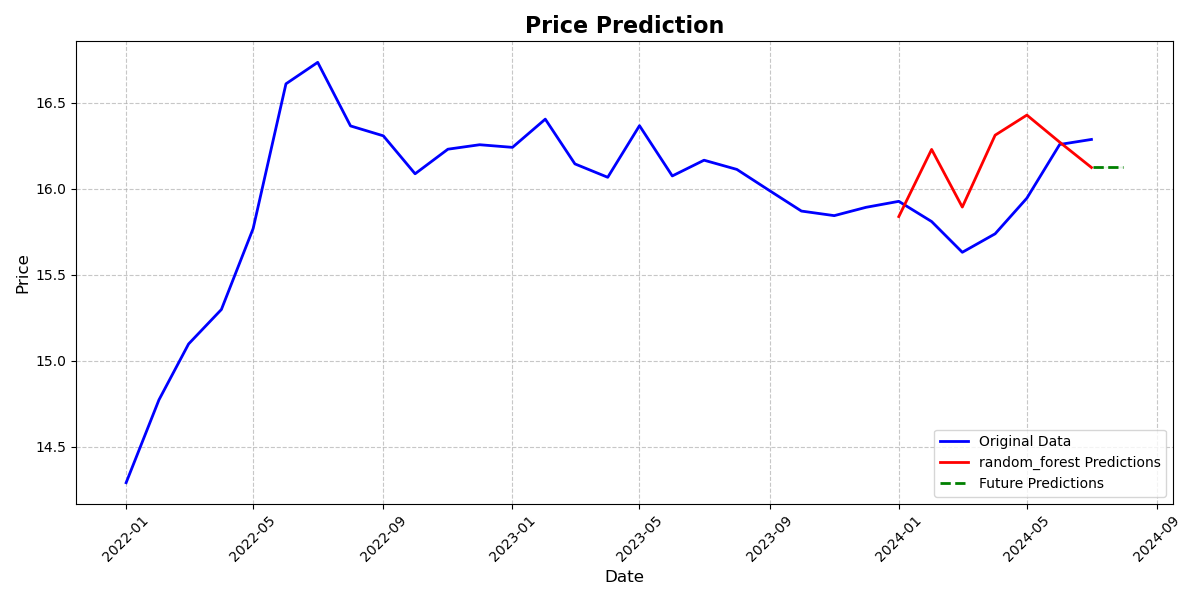 Price Prediction
Price
16.5
16.0
15.5
15.0
14.5
Original Data
random_forest Predictions
Future Predictions
2022-01
2022-05
2022-09
2023-01
2023-05
2023-09
2024-01
2024-05
2024-09
Date